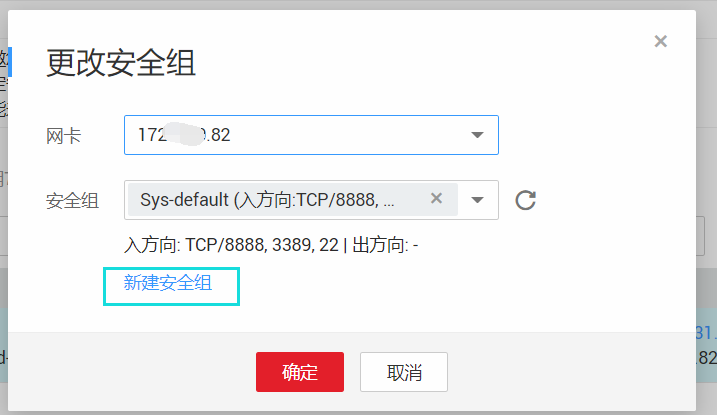 更改安全组
×
网卡
172 .82
安全组
Sys-default (入方向:TCP/8888, ...
×
入方向: TCP/8888, 3389, 22 | 出方向: -
新建安全组
确定
取消
31.
d-
.82